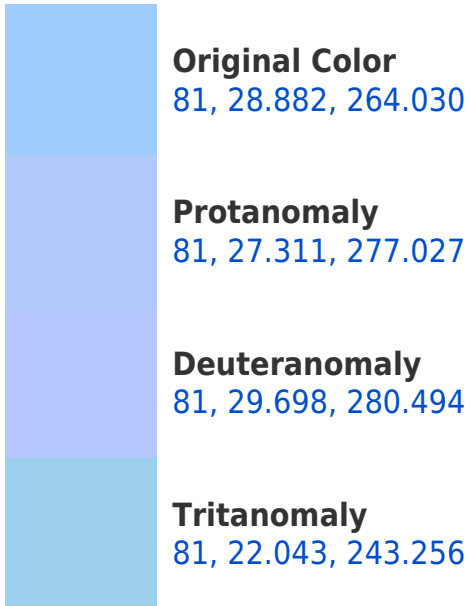 Original Color
81, 28.882, 264.030
Protanomaly
81, 27.311, 277.027
Deuteranomaly
81, 29.698, 280.494
Tritanomaly
81, 22.043, 243.256